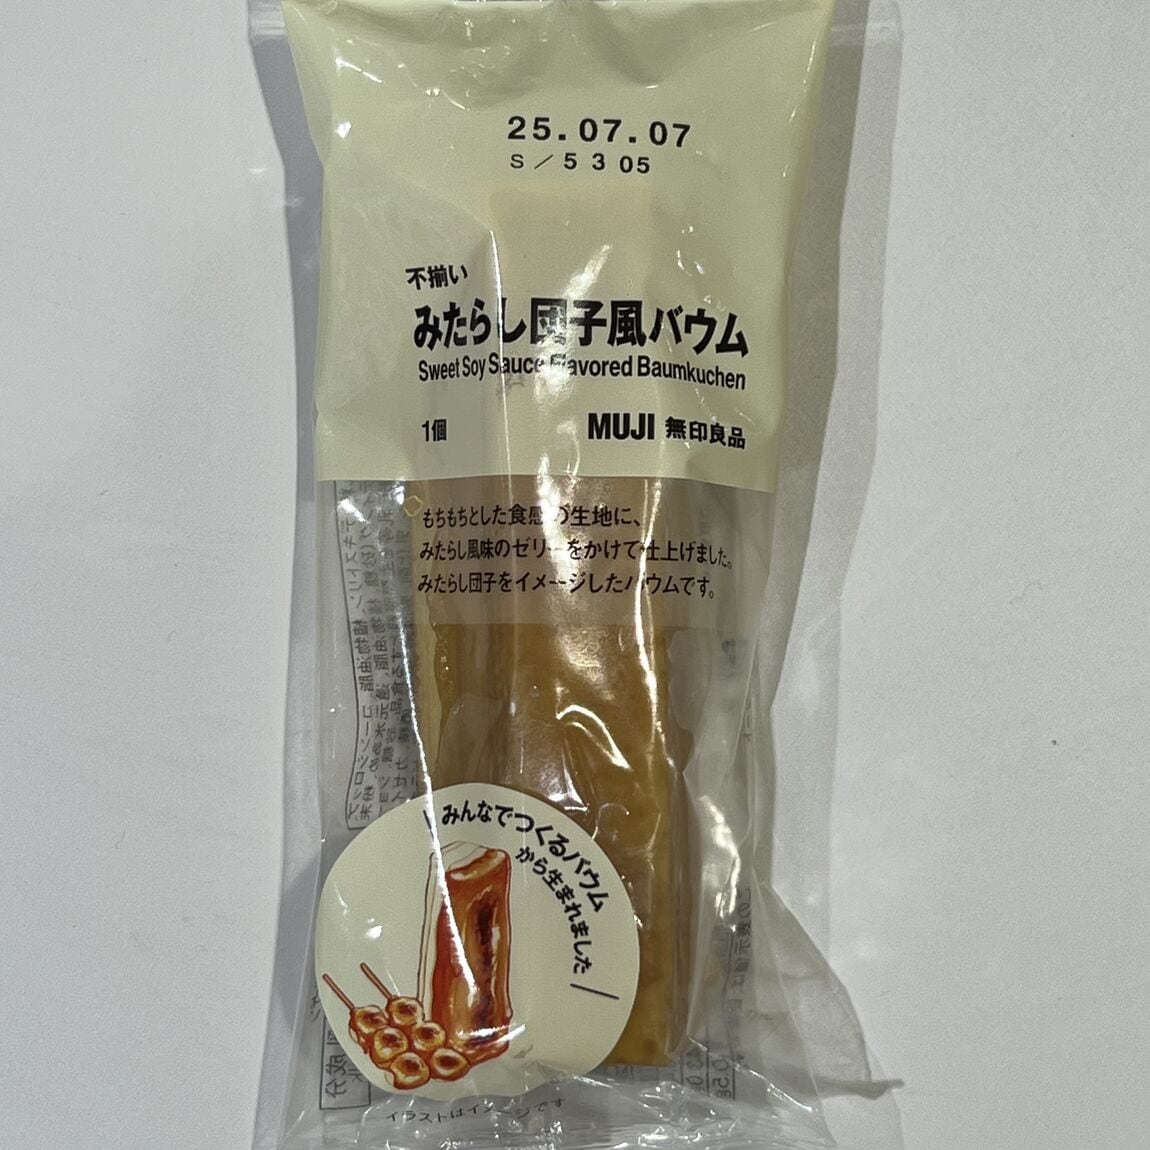 25.07.07
S／5305
不揃い
みたらし団子風バウム
Sweet Soy Sauce Flavored Baumkuchen
1個
MUJI 無印良品
もちもちとした食感の生地に、
みたらし風味のゼリーをかけて仕上げました。
みたらし団子をイメージしたバウムです。
みんなでつくるバウム
から生まれました
イラストはイメージです